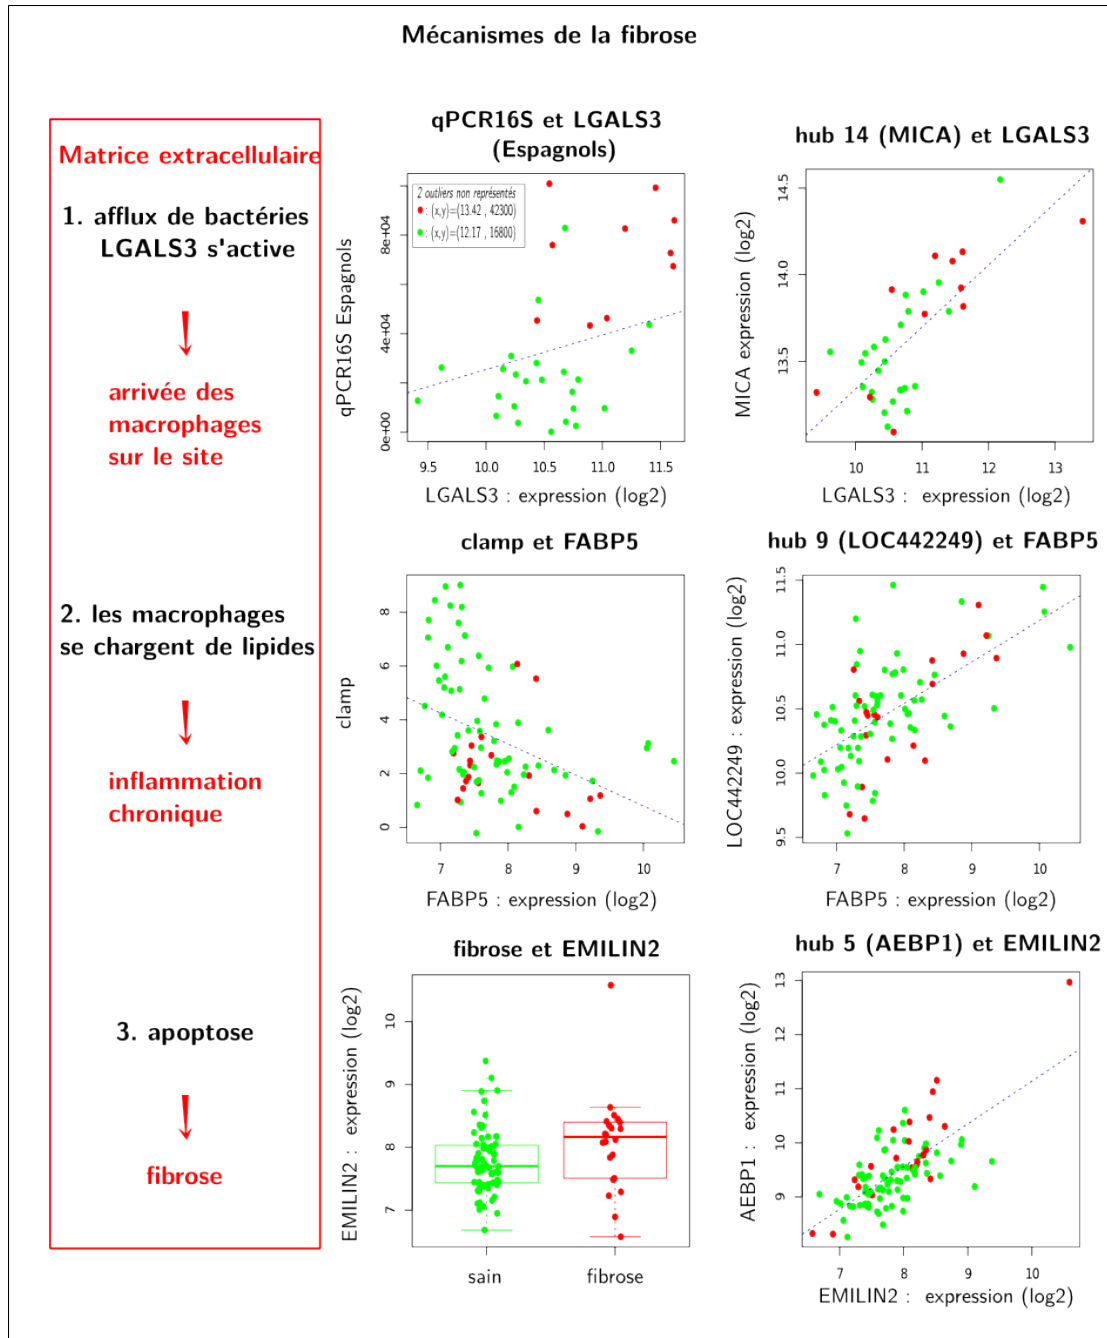 Mécanismes de la fibrose
Matrice extracellulaire
1. afflux de bactéries
LGALS3 s'active
arrivée des
macrophages
sur le site
2. les macrophages
se chargent de lipides
inflammation
chronique
3. apoptose
fibrose
qPCR16S et LGALS3
(Espagnols)
2 outliers non représentés
: (x,y)=(13.42 , 42300)
: (x,y)=(12.17 , 16800)
qPCR16S Espagnols
0e+00 4e+04 8e+04
9.5 10.0 10.5 11.0 11.5
LGALS3 : expression (log2)
hub 14 (MICA) et LGALS3
MICA expression (log2)
13.5 14.0 14.5
10 11 12 13
LGALS3 : expression (log2)
clamp et FABP5
clamp
0 2 4 6 8
7 8 9 10
FABP5 : expression (log2)
hub 9 (LOC442249) et FABP5
LOC442249 : expression (log2)
9.5 10.0 10.5 11.0 11.5
7 8 9 10
FABP5 : expression (log2)
fibrose et EMILIN2
EMILIN2 : expression (log2)
7 8 9 10
sain fibrose
hub 5 (AEBP1) et EMILIN2
AEBP1 : expression (log2)
9 10 11 12 13
7 8 9 10
EMILIN2 : expression (log2)